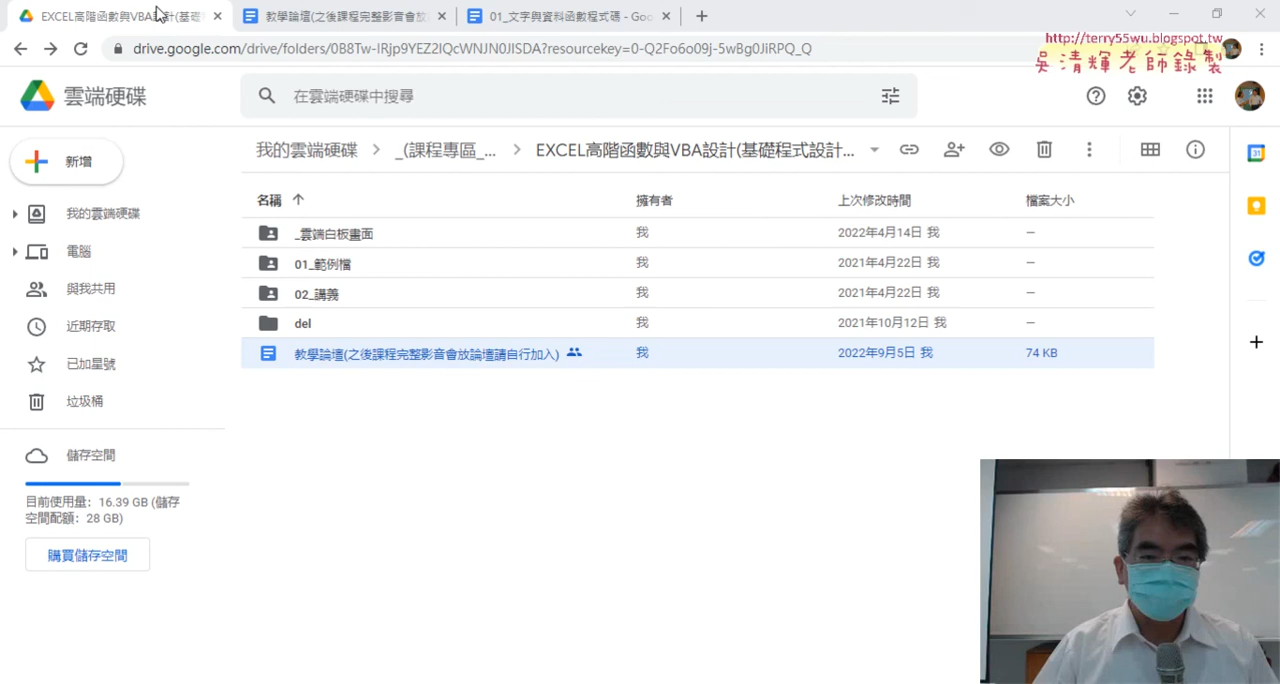 EXCEL高階函數與VBA設計(基礎
教學論壇(之後課程完整影音會放
01_文字與資料函數程式碼 - Goo
drive.google.com/drive/folders/0B8Tw-IRjp9YEZ2lQcWNJN0JISDA?resourcekey=0-Q2Fo6o09j-5wBg0JiRPQ_Q
http://terry55wu.blogspot.tw
吳清輝老師錄製
雲端硬碟
在雲端硬碟中搜尋
新增
我的雲端硬碟
_(課程專區_...
EXCEL高階函數與VBA設計(基礎程式設計...
名稱
擁有者
上次修改時間
檔案大小
我的雲端硬碟
電腦
與我共用
近期存取
已加星號
垃圾桶
儲存空間
目前使用量：16.39 GB (儲存
空間配額：28 GB)
購買儲存空間
_雲端白板畫面 我 2022年4月14日 我 —
01_範例檔 我 2021年4月22日 我 —
02_講義 我 2021年4月22日 我 —
del 我 2021年10月12日 我 —
教學論壇(之後課程完整影音會放論壇請自行加入) 我 2022年9月5日 我 74 KB
31